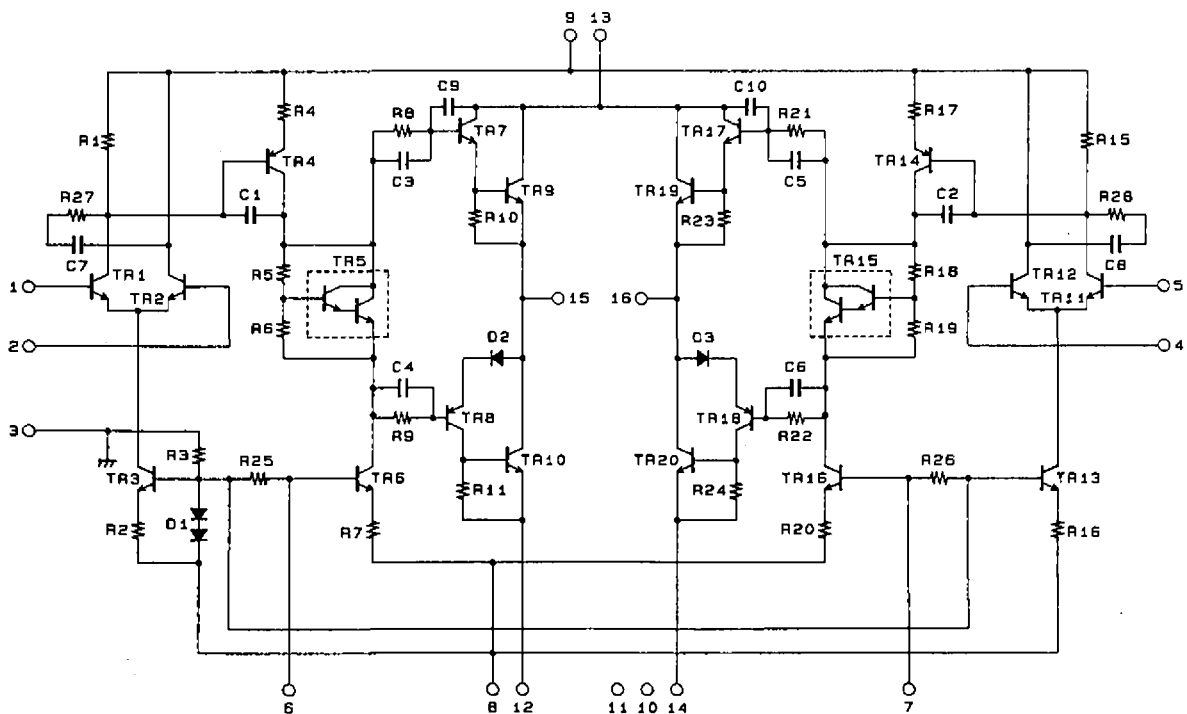 9 13
C9 C10
R4 R8 R21 R17
R1 TR7 TR17 R15
TR4 C3 C5 TR14
R27 C1 TR9 TR19 C2 R28
R10 R23
C7 C8
TR1 R5 TR5 TR15 R18 TR12
1 TR2 15 16 TR11 5
R6 R19
2 D2 D3 4
C4 C6
3 R9 TR8 TR18 R22
R3 TR10 TR20
TR3 R25 TR6 R11 R24 TR16 R26 TR13
R2 D1 R7 R20 R16
6 8 12 11 10 14 7